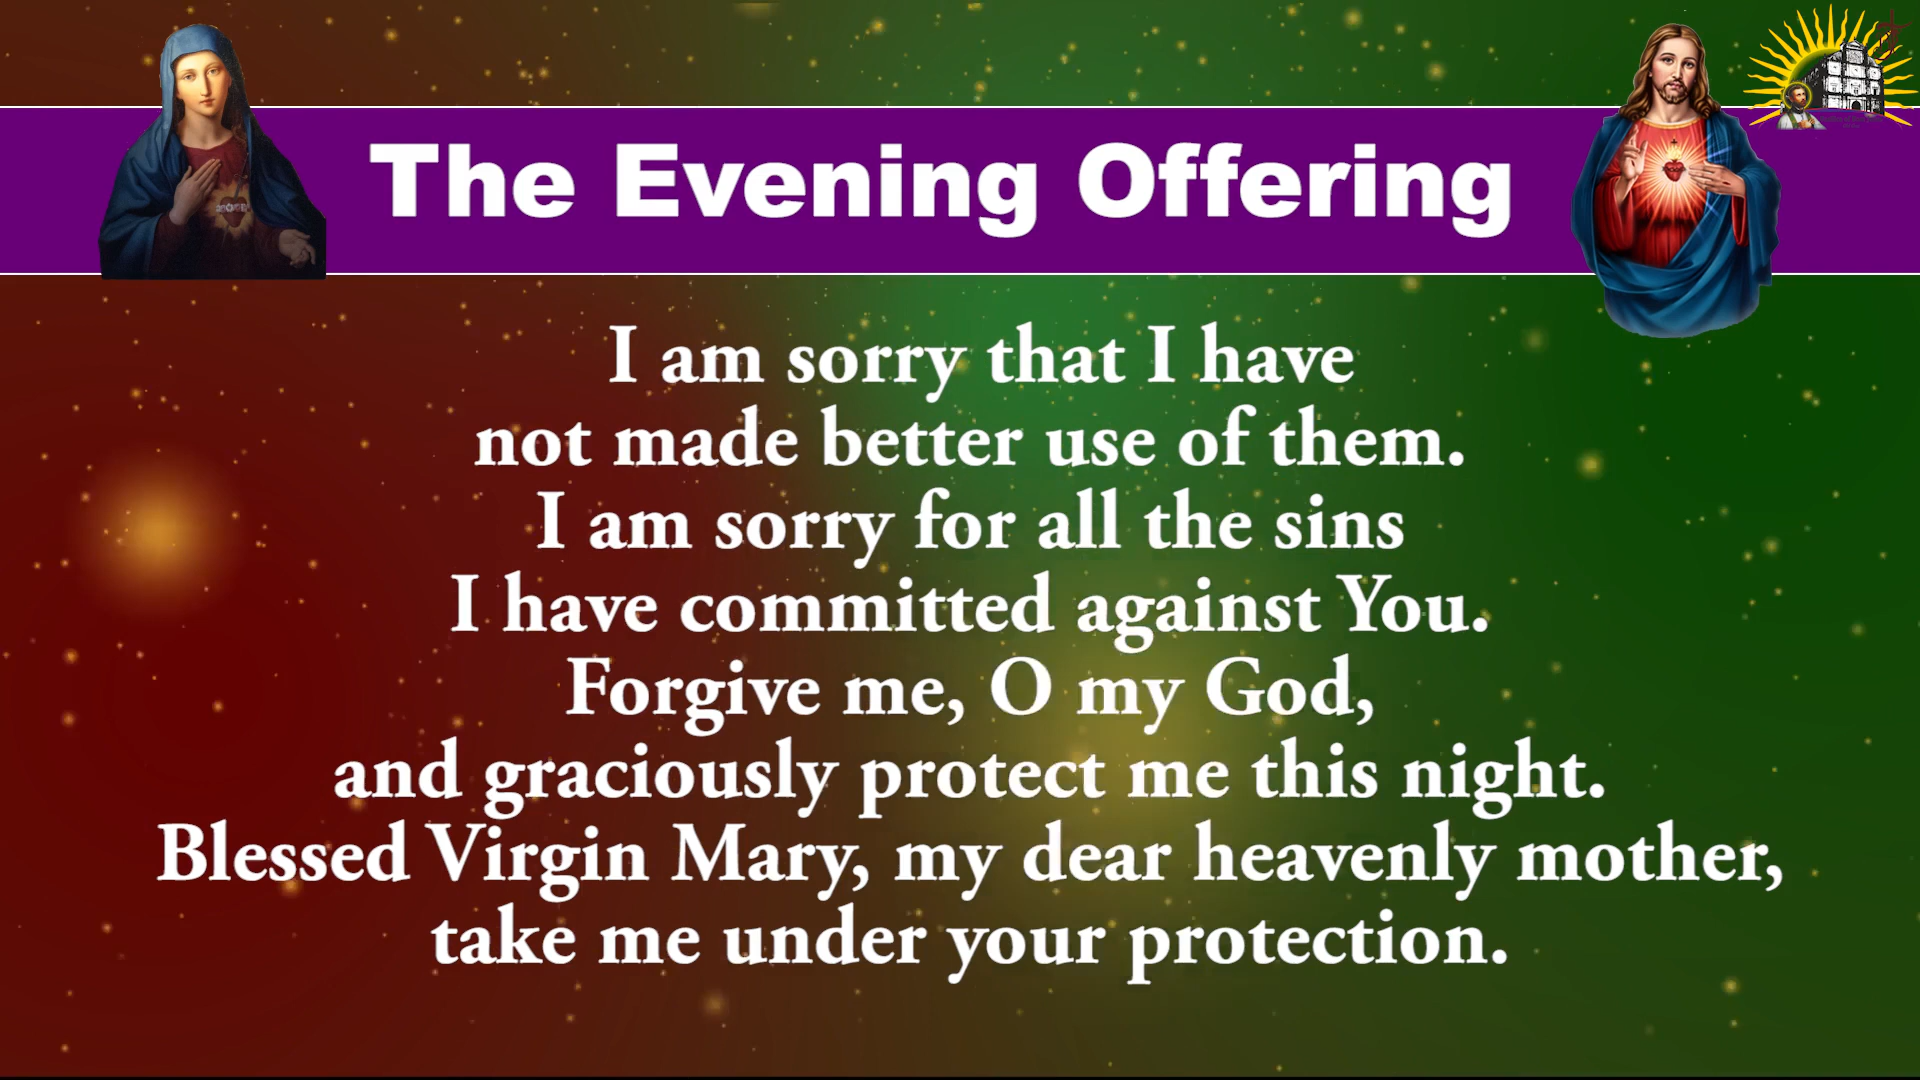 The Evening Offering
I am sorry that I have
not made better use of them.
I am sorry for all the sins
I have committed against You.
Forgive me, O my God,
and graciously protect me this night.
Blessed Virgin Mary, my dear heavenly mother,
take me under your protection.